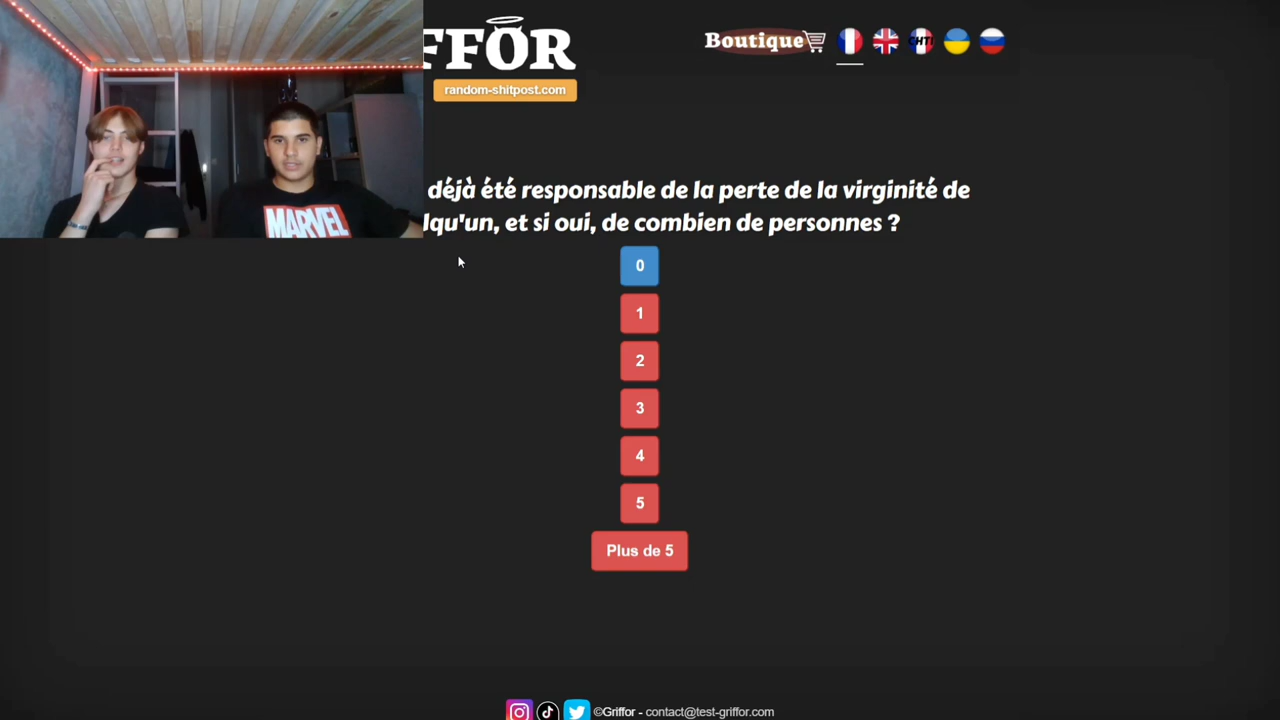 FFOR
random-shitpost.com
Boutique
CHTI
déjà été responsable de la perte de la virginité de
lqu'un, et si oui, de combien de personnes ?
MARVEL
0
1
2
3
4
5
Plus de 5
©Griffor - contact@test-griffor.com